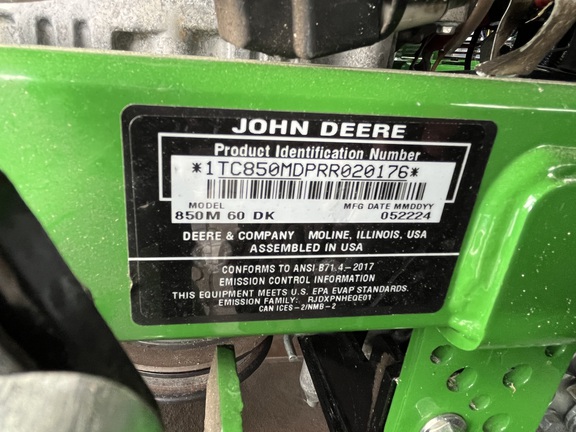 JOHN DEERE
Product Identification Number
*1TC850MDPRR020176*
MODEL MFG DATE MMDDYY
850M 60 DK 052224
DEERE & COMPANY MOLINE, ILLINOIS, USA
ASSEMBLED IN USA
CONFORMS TO ANSI B71.4-2017
EMISSION CONTROL INFORMATION
THIS EQUIPMENT MEETS U.S. EPA EVAP STANDARDS.
EMISSION FAMILY: RJDXPNHEQE01
CAN ICES-2/NMB-2